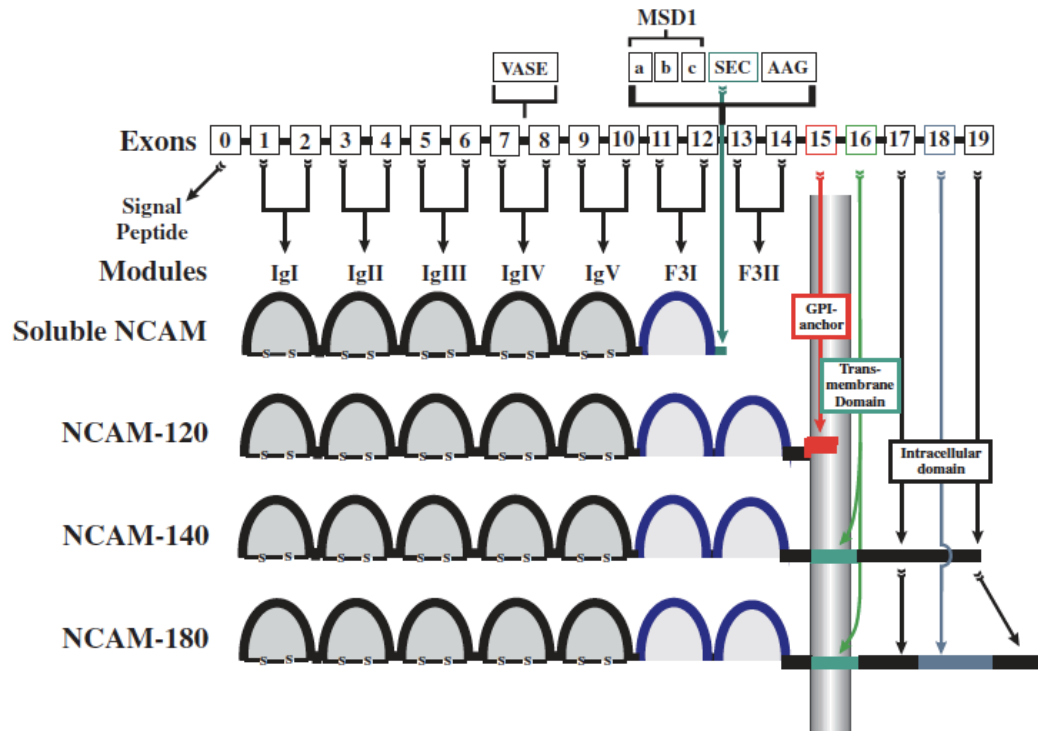 MSD1
VASE
a b c SEC AAG
Exons 0 1 2 3 4 5 6 7 8 9 10 11 12 13 14 15 16 17 18 19
Signal
Peptide
Modules IgI IgII IgIII IgIV IgV F3I F3II
GPI-
anchor
Soluble NCAM
S S S S S S S S S S
Trans-
membrane
Domain
NCAM-120
S S S S S S S S S S
Intracellular
domain
NCAM-140
S S S S S S S S S S
NCAM-180
S S S S S S S S S S